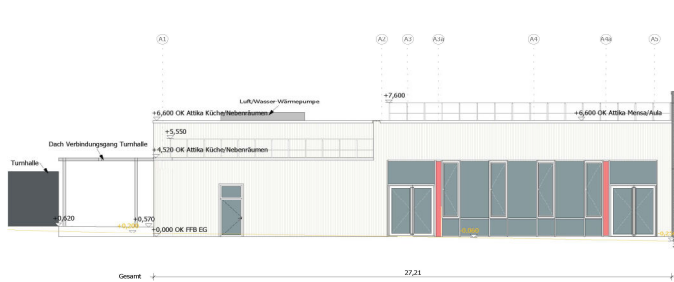 A1 A2 A3 A3a A4 A4a A5
+7,600
Luft/Wasser-Wärmepumpe
+6,600 OK Attika Küche/Nebenräumen
+6,600 OK Attika Mensa/Aula
+5,550
Dach Verbindungsgang Turnhalle
+4,520 OK Attika Küche/Nebenräumen
Turnhalle
+0,620
+0,570
+0,000 OK FFB EG
Gesamt
27,21